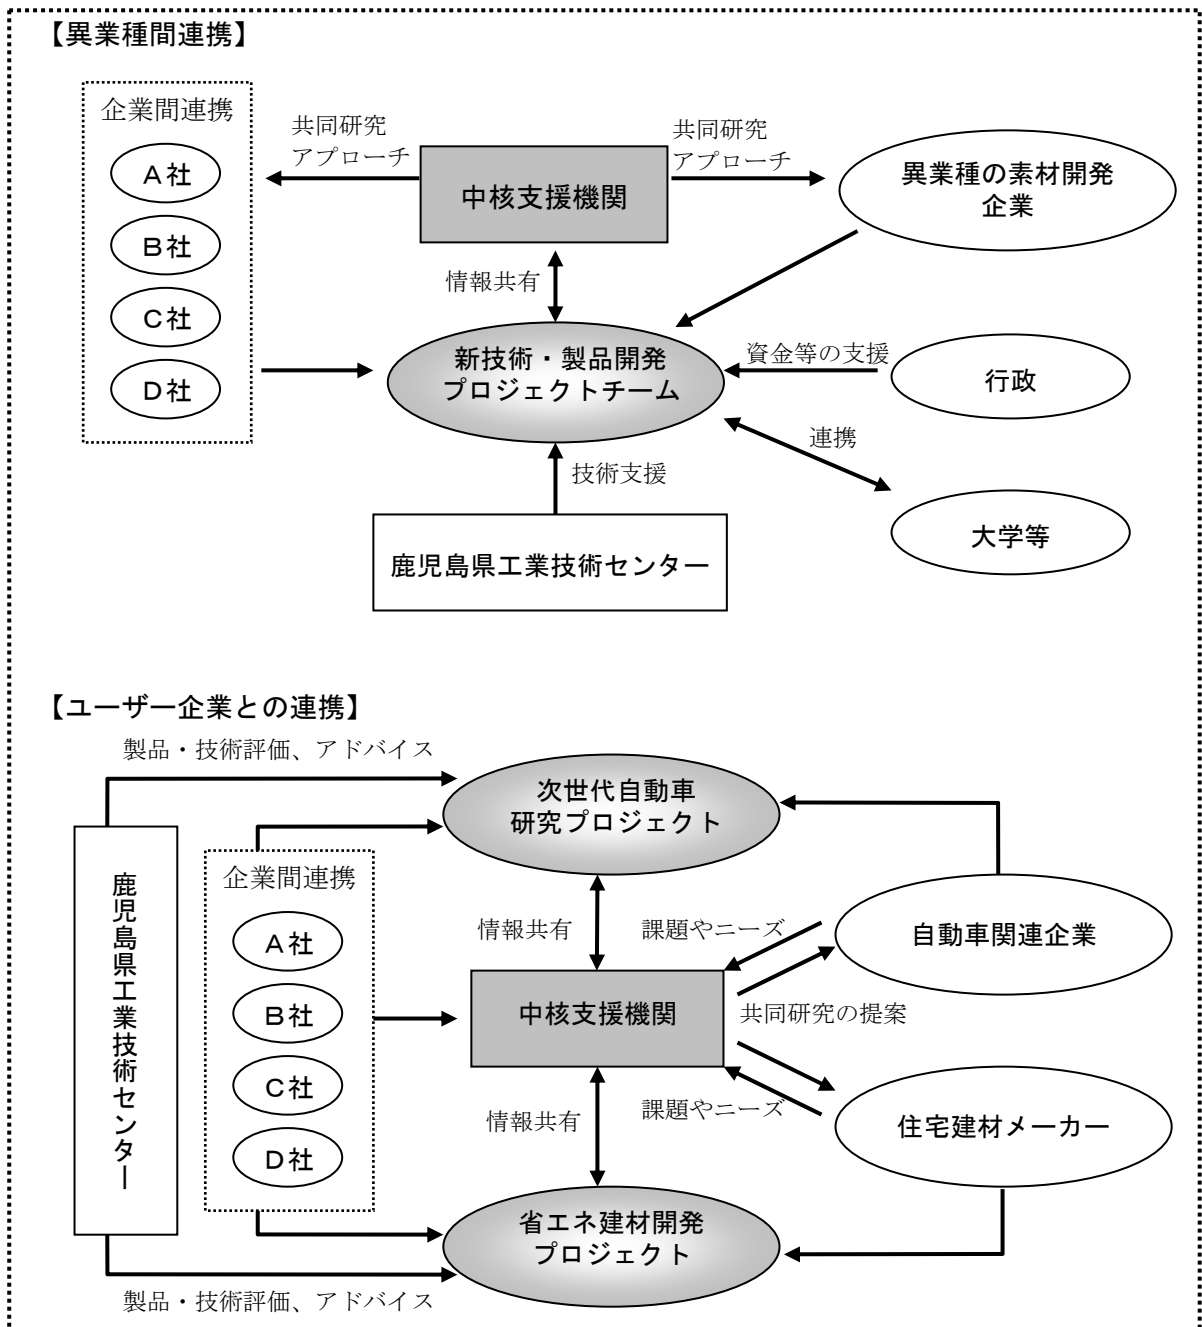 【異業種間連携】
企業間連携
A社
B社
C社
D社
共同研究
アプローチ
中核支援機関
共同研究
アプローチ
異業種の素材開発
企業
情報共有
新技術・製品開発
プロジェクトチーム
資金等の支援
行政
連携
大学等
技術支援
鹿児島県工業技術センター
【ユーザー企業との連携】
製品・技術評価、アドバイス
次世代自動車
研究プロジェクト
鹿児島県工業技術センター
企業間連携
A社
B社
C社
D社
情報共有
課題やニーズ
自動車関連企業
中核支援機関
共同研究の提案
情報共有
課題やニーズ
住宅建材メーカー
省エネ建材開発
プロジェクト
製品・技術評価、アドバイス